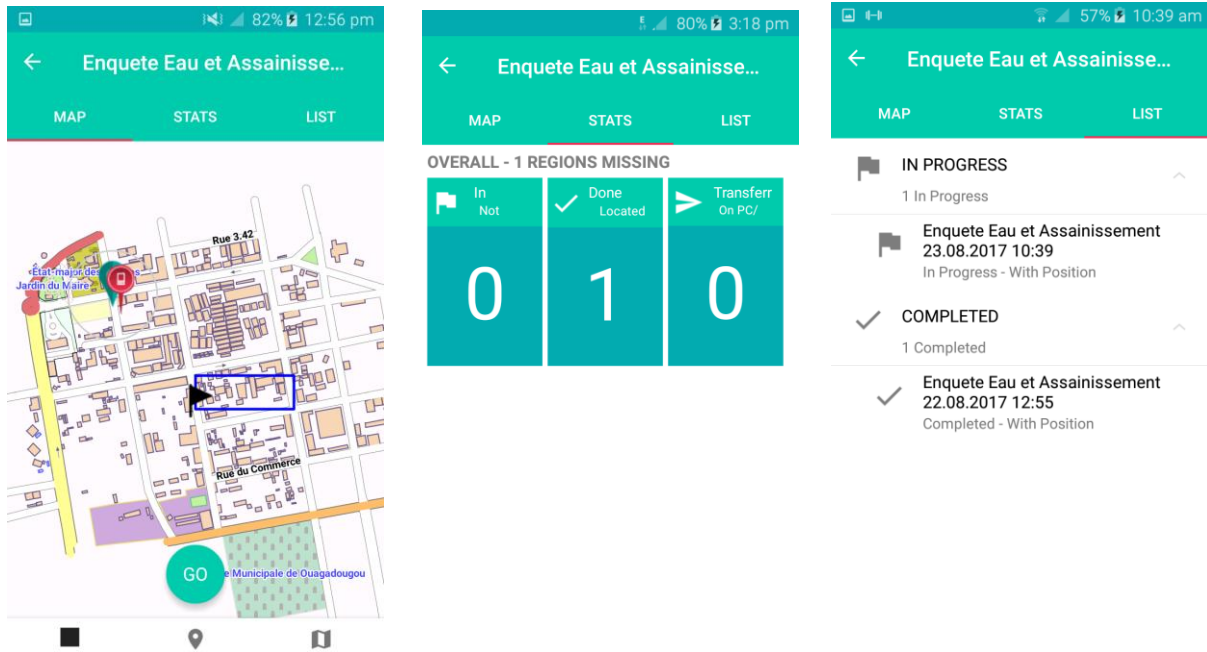 82% 12:56 pm
Enquete Eau et Assainisse...
MAP STATS LIST
Rue 3.42
État-major des
Jardin du Maire
Rue du Commerce
GO
e Municipale de Ouagadougou
80% 3:18 pm
Enquete Eau et Assainisse...
MAP STATS LIST
OVERALL - 1 REGIONS MISSING
In Not
Done Located
Transferr On PC/
0 1 0
57% 10:39 am
Enquete Eau et Assainisse...
MAP STATS LIST
IN PROGRESS
1 In Progress
Enquete Eau et Assainissement
23.08.2017 10:39
In Progress - With Position
COMPLETED
1 Completed
Enquete Eau et Assainissement
22.08.2017 12:55
Completed - With Position